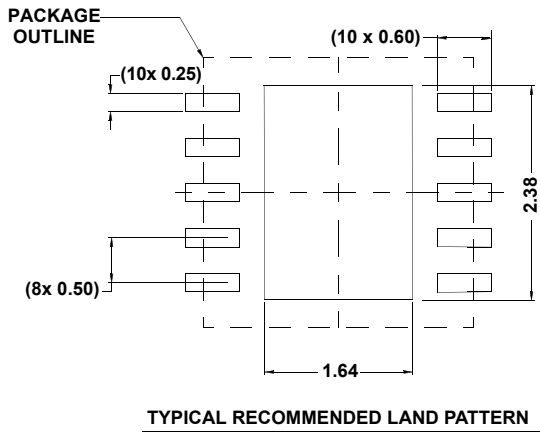 PACKAGE
OUTLINE
(10 x 0.60)
(10x 0.25)
2.38
(8x 0.50)
1.64
TYPICAL RECOMMENDED LAND PATTERN